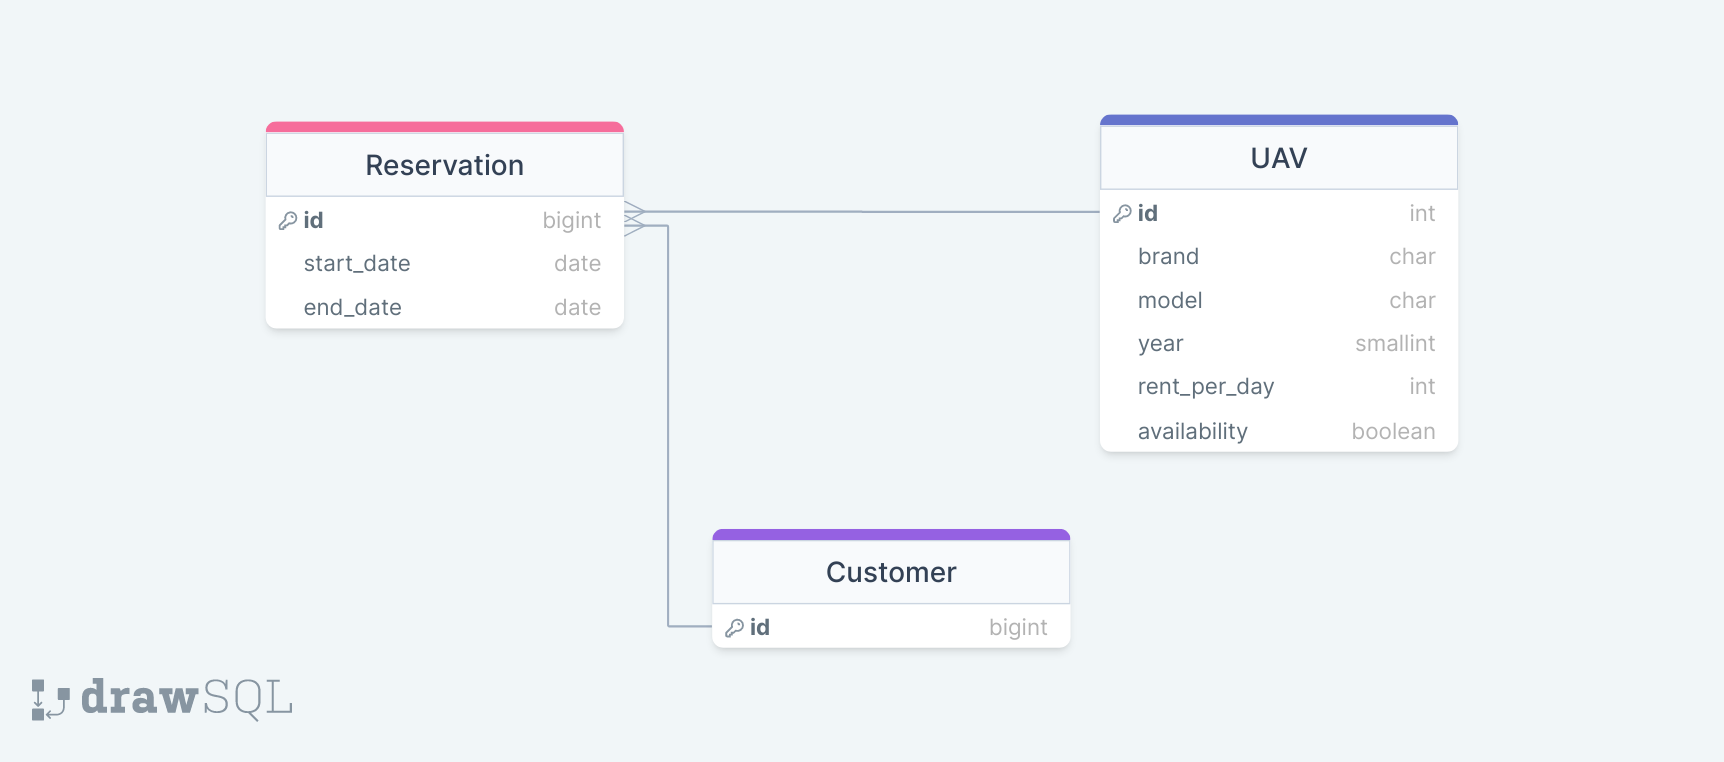 Reservation
id bigint
start_date date
end_date date
UAV
id int
brand char
model char
year smallint
rent_per_day int
availability boolean
Customer
id bigint
drawSQL